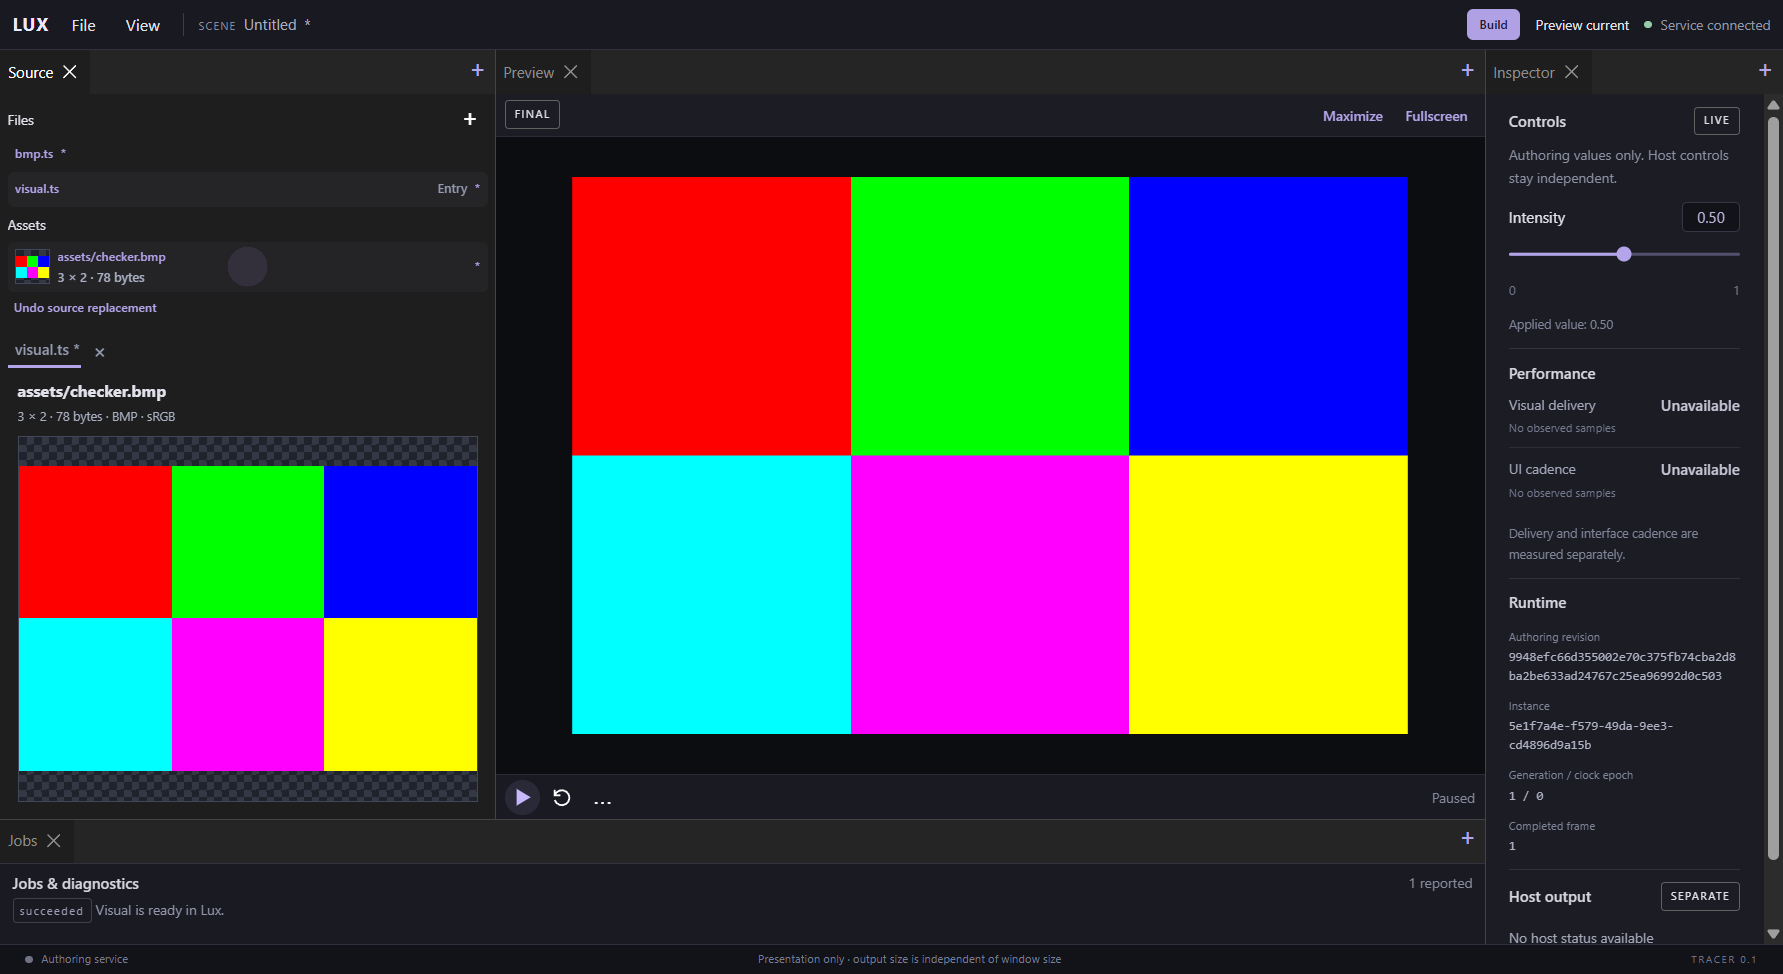 LUX File View SCENE Untitled * Build Preview current Service connected
Source
Preview
Inspector
Files
bmp.ts *
visual.ts Entry *
Assets
assets/checker.bmp
3 × 2 · 78 bytes *
Undo source replacement
visual.ts *
assets/checker.bmp
3 × 2 · 78 bytes · BMP · sRGB
FINAL Maximize Fullscreen
... Paused
Controls LIVE
Authoring values only. Host controls
stay independent.
Intensity 0.50
0 1
Applied value: 0.50
Performance
Visual delivery Unavailable
No observed samples
UI cadence Unavailable
No observed samples
Delivery and interface cadence are
measured separately.
Runtime
Authoring revision
9948efc66d355002e70c375fb74cba2d8
ba2be633ad24767c25ea96992d0c503
Instance
5e1f7a4e-f579-49da-9ee3-
cd4896d9a15b
Generation / clock epoch
1 / 0
Completed frame
1
Host output SEPARATE
No host status available
Jobs
Jobs & diagnostics 1 reported
succeeded Visual is ready in Lux.
Authoring service Presentation only · output size is independent of window size TRACER 0.1